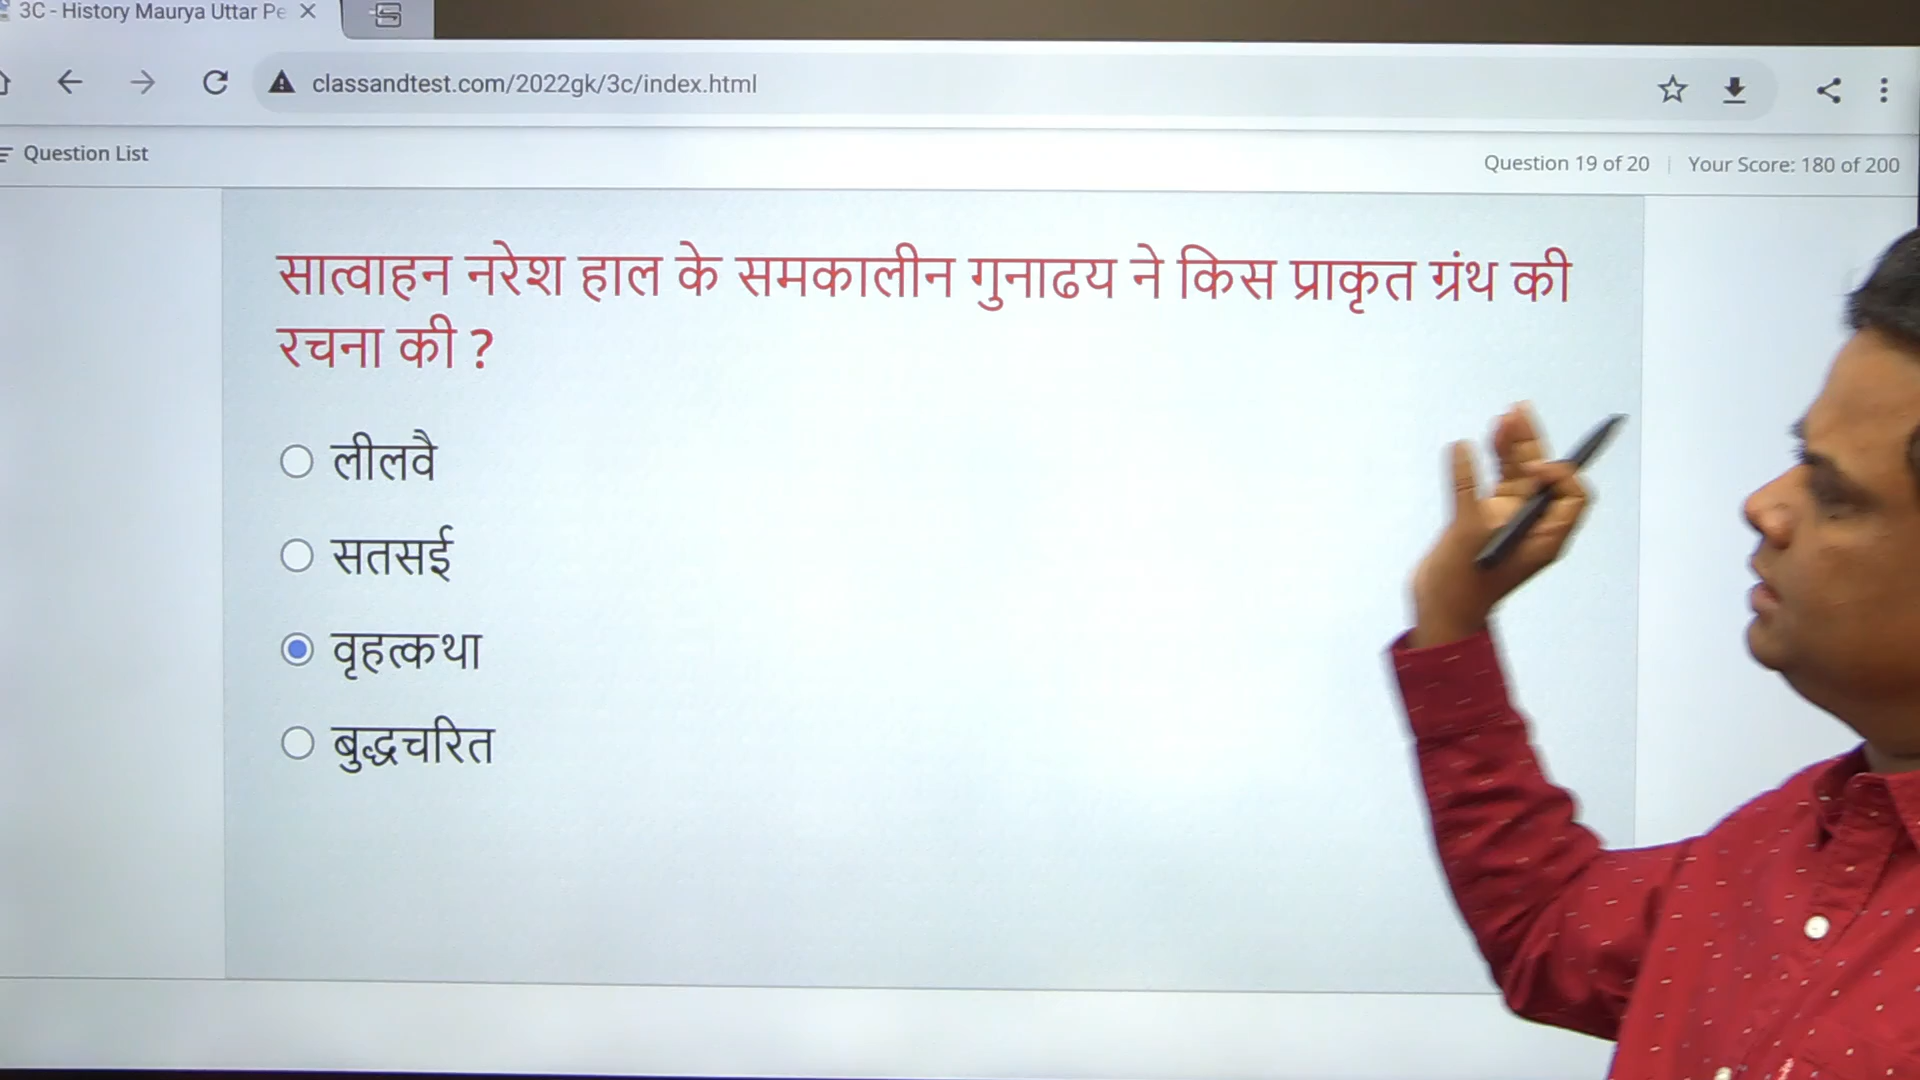 3C - History Maurya Uttar Pe
classandtest.com/2022gk/3c/index.html
Question List
Question 19 of 20 | Your Score: 180 of 200
सात्वाहन नरेश हाल के समकालीन गुनाढय ने किस प्राकृत ग्रंथ की
रचना की ?
लीलवै
सतसई
वृहत्कथा
बुद्धचरित